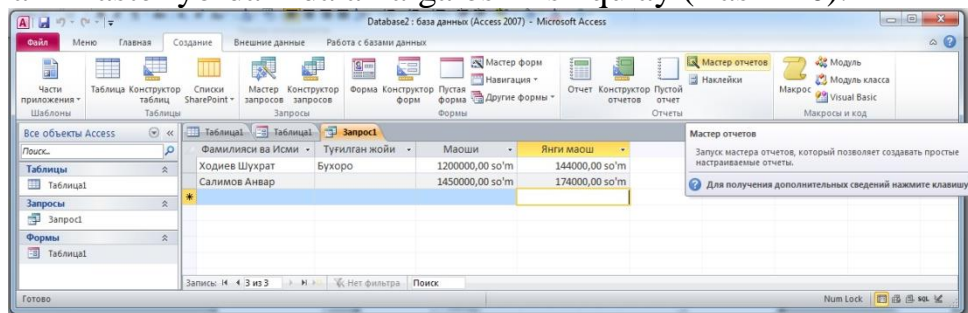 Database2 : база данных (Access 2007) - Microsoft Access
Файл Меню Главная Создание Внешние данные Работа с базами данных
Части приложения
Таблица
Конструктор таблиц
Списки SharePoint
Мастер запросов
Конструктор запросов
Форма
Конструктор форм
Пустая форма
Мастер форм
Навигация
Другие формы
Отчет
Конструктор отчетов
Пустой отчет
Мастер отчетов
Наклейки
Макрос
Модуль
Модуль класса
Visual Basic
Шаблоны Таблицы Запросы Формы Отчеты Макросы и код
Все объекты Access
Поиск...
Таблицы
Таблица1
Запросы
Запрос1
Формы
Таблица1
Таблица1 Таблица1 Запрос1
Фамилияси ва Исми Туғилган жойи Маоши Янги маош
Ходиев Шухрат Бухоро 1200000,00 so'm 144000,00 so'm
Салимов Анвар 1450000,00 so'm 174000,00 so'm
Запись: 3 из 3 Нет фильтра Поиск
Мастер отчетов
Запуск мастера отчетов, который позволяет создавать простые
настраиваемые отчеты.
Для получения дополнительных сведений нажмите клавишу
Готово Num Lock SQL